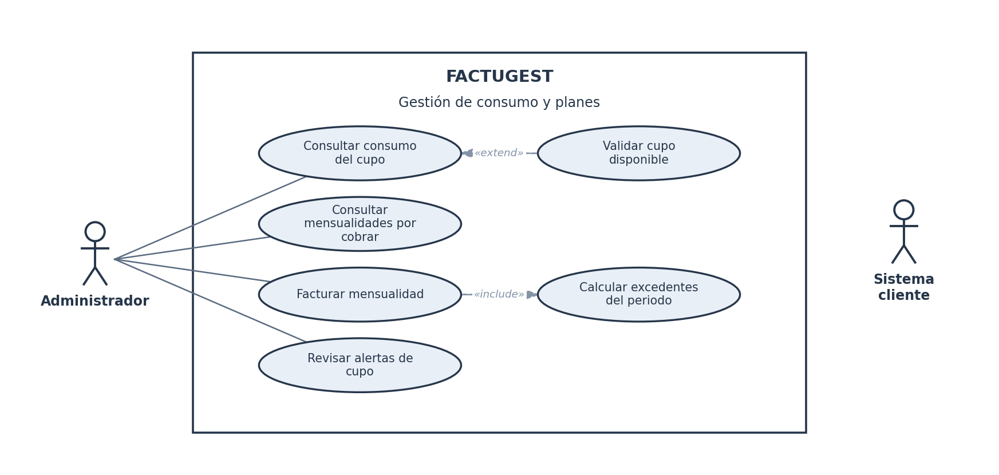 FACTUGEST
Gestión de consumo y planes
Consultar consumo
del cupo
«extend»
Validar cupo
disponible
Consultar
mensualidades por
cobrar
Facturar mensualidad
«include»
Calcular excedentes
del periodo
Revisar alertas de
cupo
Administrador
Sistema
cliente